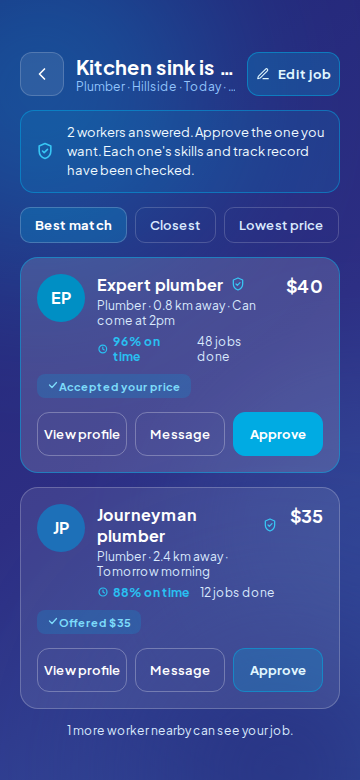 Kitchen sink is ...
Plumber · Hillside · Today · ...
Edit job
2 workers answered. Approve the one you
want. Each one's skills and track record
have been checked.
Best match
Closest
Lowest price
EP
Expert plumber
$40
Plumber · 0.8 km away · Can
come at 2pm
96% on
time
48 jobs
done
Accepted your price
View profile
Message
Approve
JP
Journeyman
plumber
$35
Plumber · 2.4 km away ·
Tomorrow morning
88% on time
12 jobs done
Offered $35
View profile
Message
Approve
1 more worker nearby can see your job.